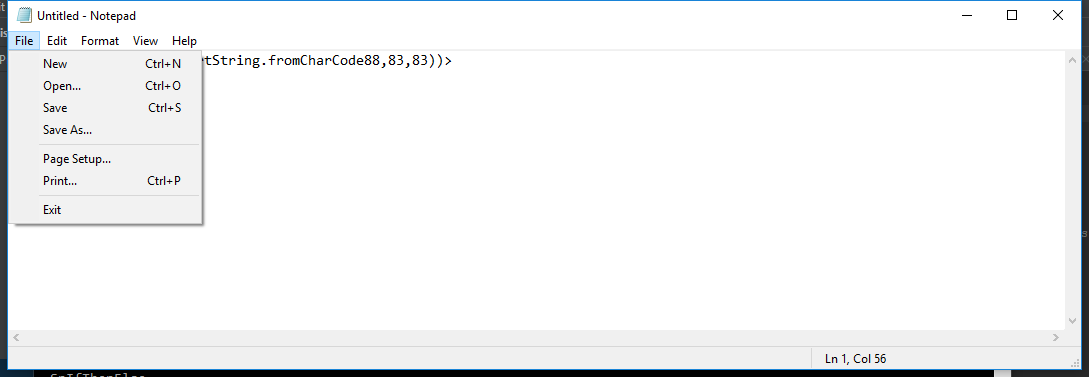 Untitled - Notepad
File Edit Format View Help
tString.fromCharCode88,83,83))>
New Ctrl+N
Open... Ctrl+O
Save Ctrl+S
Save As...
Page Setup...
Print... Ctrl+P
Exit
Ln 1, Col 56